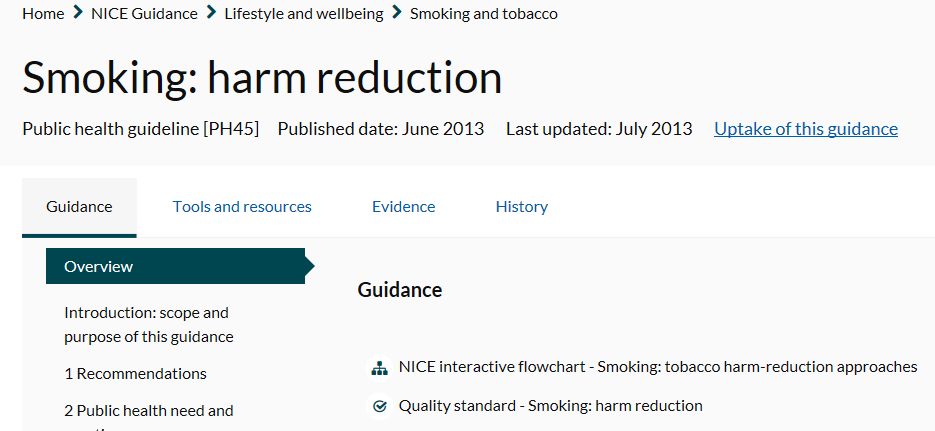 Home > NICE Guidance > Lifestyle and wellbeing > Smoking and tobacco
Smoking: harm reduction
Public health guideline [PH45] Published date: June 2013 Last updated: July 2013 Uptake of this guidance
Guidance Tools and resources Evidence History
Overview
Introduction: scope and
purpose of this guidance
1 Recommendations
2 Public health need and
Guidance
NICE interactive flowchart - Smoking: tobacco harm-reduction approaches
Quality standard - Smoking: harm reduction